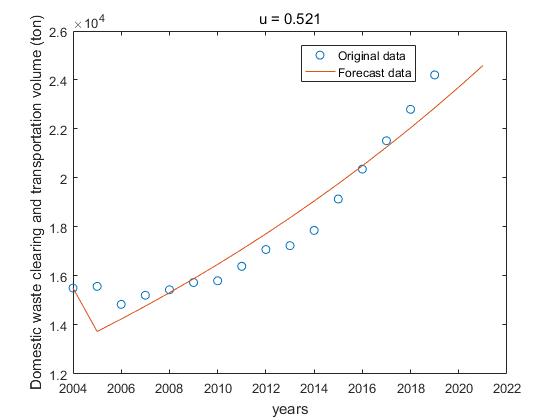 u = 0.521
×10⁴
2.6
2.4
2.2
2
1.8
1.6
1.4
1.2
Domestic waste clearing and transportation volume (ton)
Original data
Forecast data
2004 2006 2008 2010 2012 2014 2016 2018 2020 2022
years